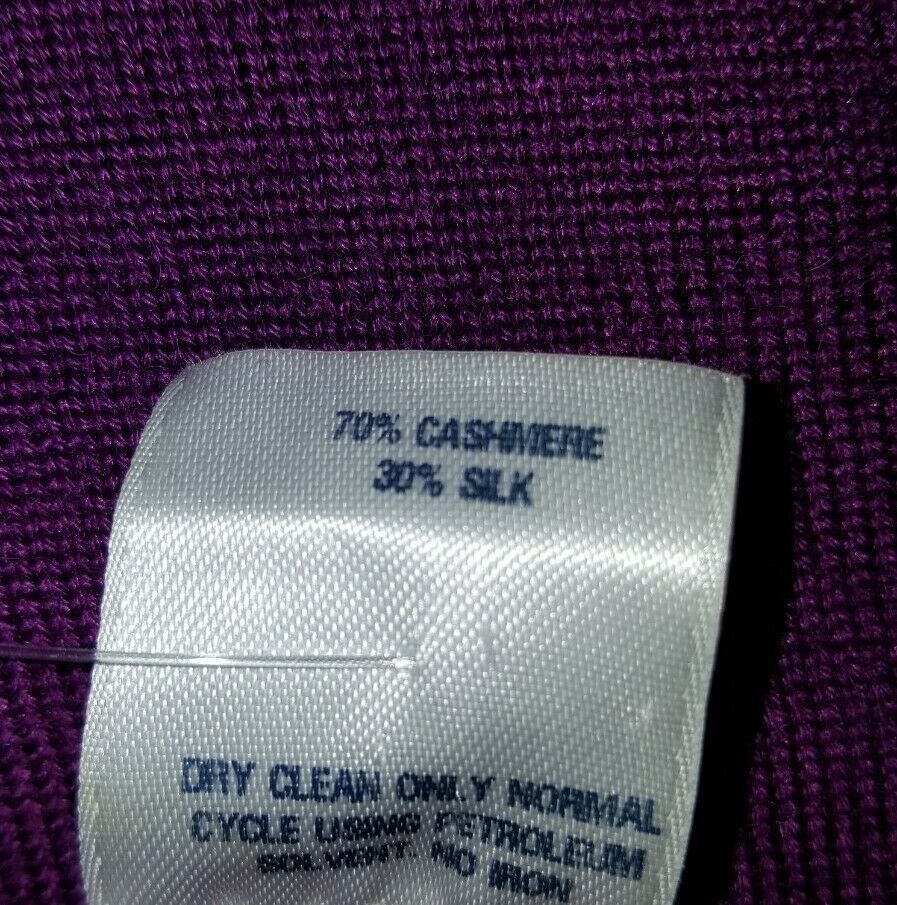 70% CASHMERE
30% SILK
DRY CLEAN ONLY NORMAL
CYCLE USING PETROLEUM
SOLVENT. NO IRON